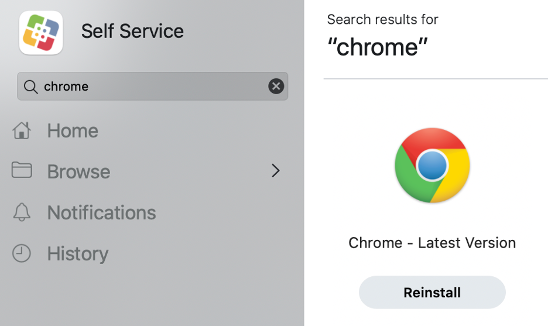 Self Service
chrome
Home
Browse
Notifications
History
Search results for
“chrome”
Chrome - Latest Version
Reinstall